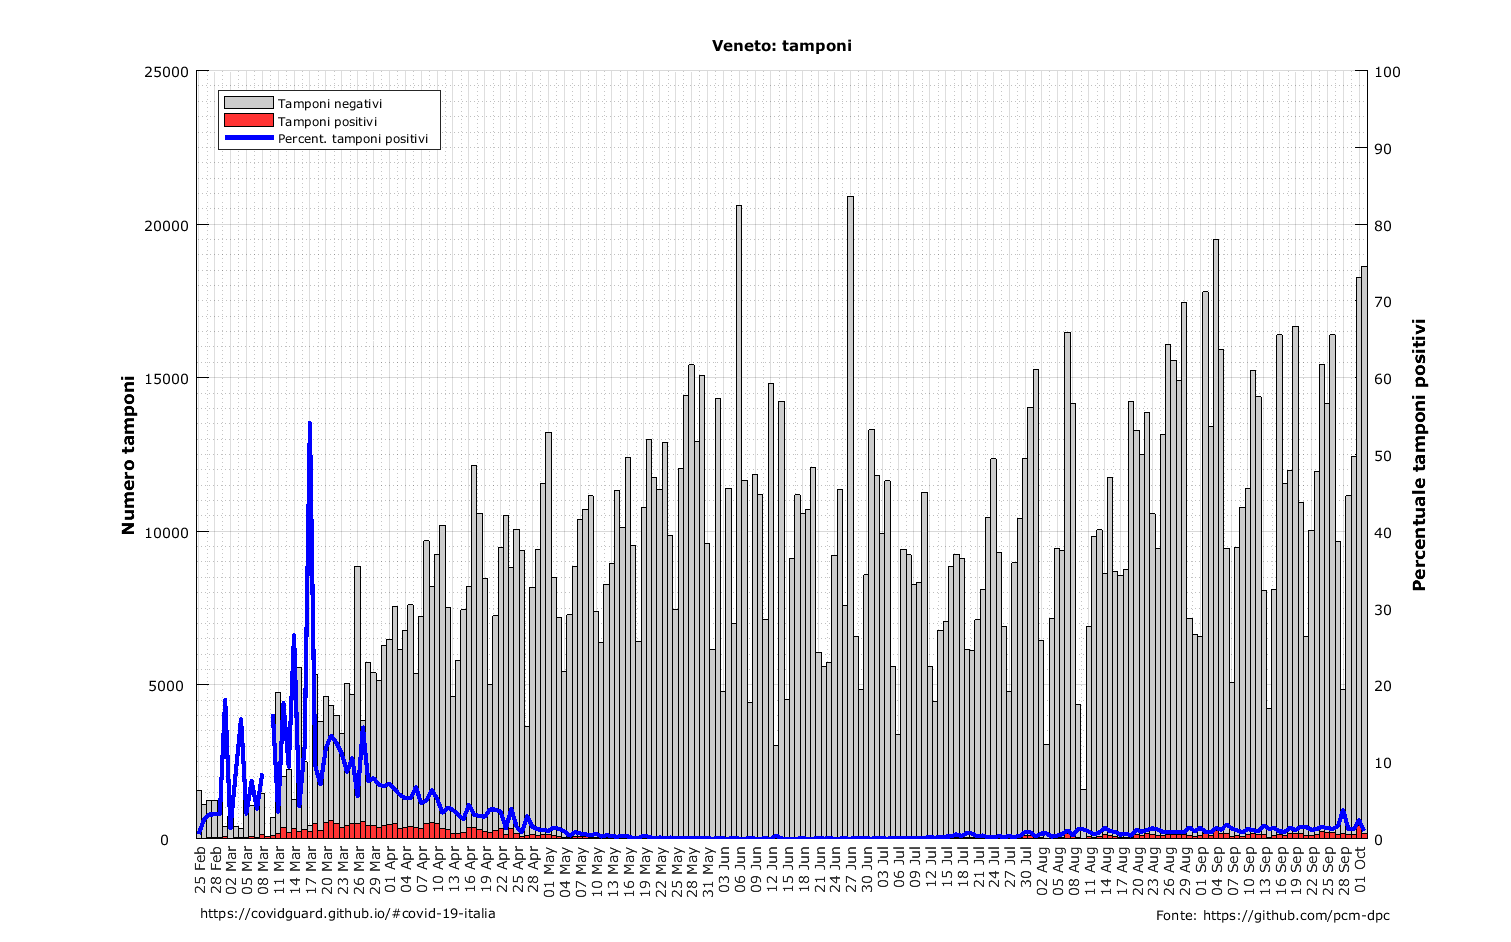 Veneto: tamponi
25000
20000
15000
10000
5000
0
100
90
80
70
60
50
40
30
20
10
0
Tamponi negativi
Tamponi positivi
Percent. tamponi positivi
Numero tamponi
Percentuale tamponi positivi
25 Feb
28 Feb
02 Mar
05 Mar
08 Mar
11 Mar
14 Mar
17 Mar
20 Mar
23 Mar
26 Mar
29 Mar
01 Apr
04 Apr
07 Apr
10 Apr
13 Apr
16 Apr
19 Apr
22 Apr
25 Apr
28 Apr
01 May
04 May
07 May
10 May
13 May
16 May
19 May
22 May
25 May
28 May
31 May
03 Jun
06 Jun
09 Jun
12 Jun
15 Jun
18 Jun
21 Jun
24 Jun
27 Jun
30 Jun
03 Jul
06 Jul
09 Jul
12 Jul
15 Jul
18 Jul
21 Jul
24 Jul
27 Jul
30 Jul
02 Aug
05 Aug
08 Aug
11 Aug
14 Aug
17 Aug
20 Aug
23 Aug
26 Aug
29 Aug
01 Sep
04 Sep
07 Sep
10 Sep
13 Sep
16 Sep
19 Sep
22 Sep
25 Sep
28 Sep
01 Oct
https://covidguard.github.io/#covid-19-italia
Fonte: https://github.com/pcm-dpc